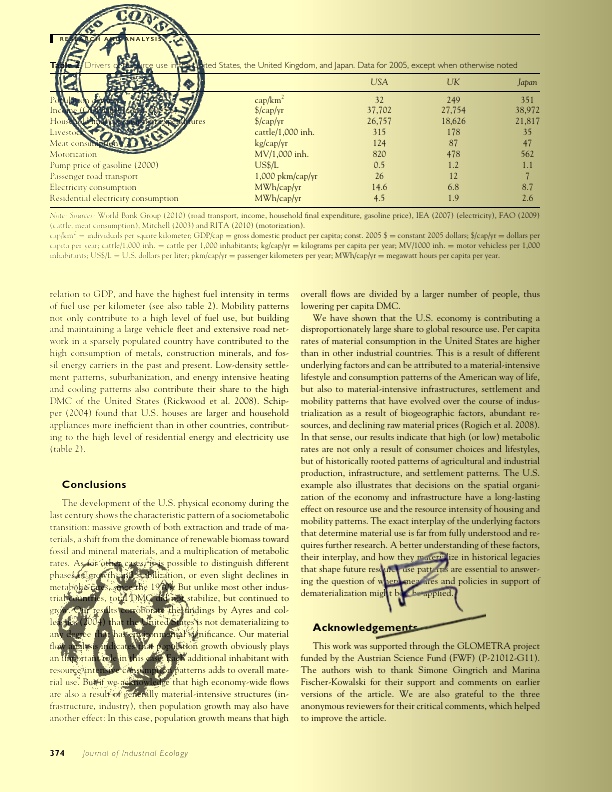 RESEARCH AND ANALYSIS
Table 2 Drivers of resource use in the United States, the United Kingdom, and Japan. Data for 2005, except when otherwise noted
USA UK Japan
cap/km² 32 249 351
$/cap/yr 37,702 27,754 38,972
$/cap/yr 26,757 18,626 21,817
Livestock cattle/1,000 inh. 315 178 35
Meat consumption kg/cap/yr 124 87 47
Motorization MV/1,000 inh. 820 478 562
Pump price of gasoline (2000) US$/L 0.5 1.2 1.1
Passenger road transport 1,000 pkm/cap/yr 26 12 7
Electricity consumption MWh/cap/yr 14.6 6.8 8.7
Residential electricity consumption MWh/cap/yr 4.5 1.9 2.6
Note: Sources: World Bank Group (2010) (road transport, income, household final expenditure, gasoline price), IEA (2007) (electricity), FAO (2009)
(cattle, meat consumption), Mitchell (2003) and RITA (2010) (motorization).
cap/km² = individuals per square kilometer; GDP/cap = gross domestic product per capita; const. 2005 $ = constant 2005 dollars; $/cap/yr = dollars per
capita per year; cattle/1,000 inh. = cattle per 1,000 inhabitants; kg/cap/yr = kilograms per capita per year; MV/1000 inh. = motor vehicless per 1,000
inhabitants; US$/L = U.S. dollars per liter; pkm/cap/yr = passenger kilometers per year; MWh/cap/yr = megawatt hours per capita per year.
relation to GDP, and have the highest fuel intensity in terms
of fuel use per kilometer (see also table 2). Mobility patterns
not only contribute to a high level of fuel use, but building
and maintaining a large vehicle fleet and extensive road net-
work in a sparsely populated country have contributed to the
high consumption of metals, construction minerals, and fos-
sil energy carriers in the past and present. Low-density settle-
ment patterns, suburbanization, and energy intensive heating
and cooling patterns also contribute their share to the high
DMC of the United States (Rickwood et al. 2008). Schip-
per (2004) found that U.S. houses are larger and household
appliances more inefficient than in other countries, contribut-
ing to the high level of residential energy and electricity use
(table 2).
Conclusions
The development of the U.S. physical economy during the
last century shows the characteristic pattern of a sociometabolic
transition: massive growth of both extraction and trade of ma-
terials, a shift from the dominance of renewable biomass toward
fossil and mineral materials, and a multiplication of metabolic
rates. As for other cases, it is possible to distinguish different
phases of growth and stabilization, or even slight declines in
metabolic rates, since the 1970s. But unlike most other indus-
trial countries, total DMC did not stabilize, but continued to
grow. Our results corroborate the findings by Ayres and col-
leagues (2004) that the United States is not dematerializing to
any degree that has environmental significance. Our material
flow analysis indicates that population growth obviously plays
an important role in this case. Each additional inhabitant with
resource-intensive consumption patterns adds to overall mate-
rial use. But if we acknowledge that high economy-wide flows
are also a result of generally material-intensive structures (in-
frastructure, industry), then population growth may also have
another effect: In this case, population growth means that high
overall flows are divided by a larger number of people, thus
lowering per capita DMC.
We have shown that the U.S. economy is contributing a
disproportionately large share to global resource use. Per capita
rates of material consumption in the United States are higher
than in other industrial countries. This is a result of different
underlying factors and can be attributed to a material-intensive
lifestyle and consumption patterns of the American way of life,
but also to material-intensive infrastructures, settlement and
mobility patterns that have evolved over the course of indus-
trialization as a result of biogeographic factors, abundant re-
sources, and declining raw material prices (Rogich et al. 2008).
In that sense, our results indicate that high (or low) metabolic
rates are not only a result of consumer choices and lifestyles,
but of historically rooted patterns of agricultural and industrial
production, infrastructure, and settlement patterns. The U.S.
example also illustrates that decisions on the spatial organi-
zation of the economy and infrastructure have a long-lasting
effect on resource use and the resource intensity of housing and
mobility patterns. The exact interplay of the underlying factors
that determine material use is far from fully understood and re-
quires further research. A better understanding of these factors,
their interplay, and how they materialize in historical legacies
that shape future resource use patterns are essential to answer-
ing the question of where measures and policies in support of
dematerialization might best be applied.
Acknowledgements
This work was supported through the GLOMETRA project
funded by the Austrian Science Fund (FWF) (P-21012-G11).
The authors wish to thank Simone Gingrich and Marina
Fischer-Kowalski for their support and comments on earlier
versions of the article. We are also grateful to the three
anonymous reviewers for their critical comments, which helped
to improve the article.
374 Journal of Industrial Ecology